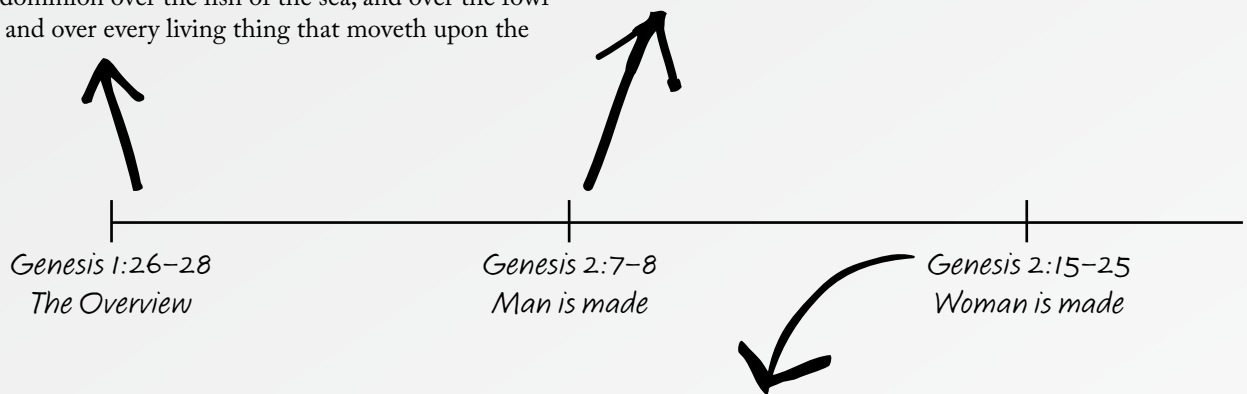 dominion over the fish of the sea, and over the fowl
and over every living thing that moveth upon the
Genesis 1:26–28
The Overview
Genesis 2:7–8
Man is made
Genesis 2:15–25
Woman is made